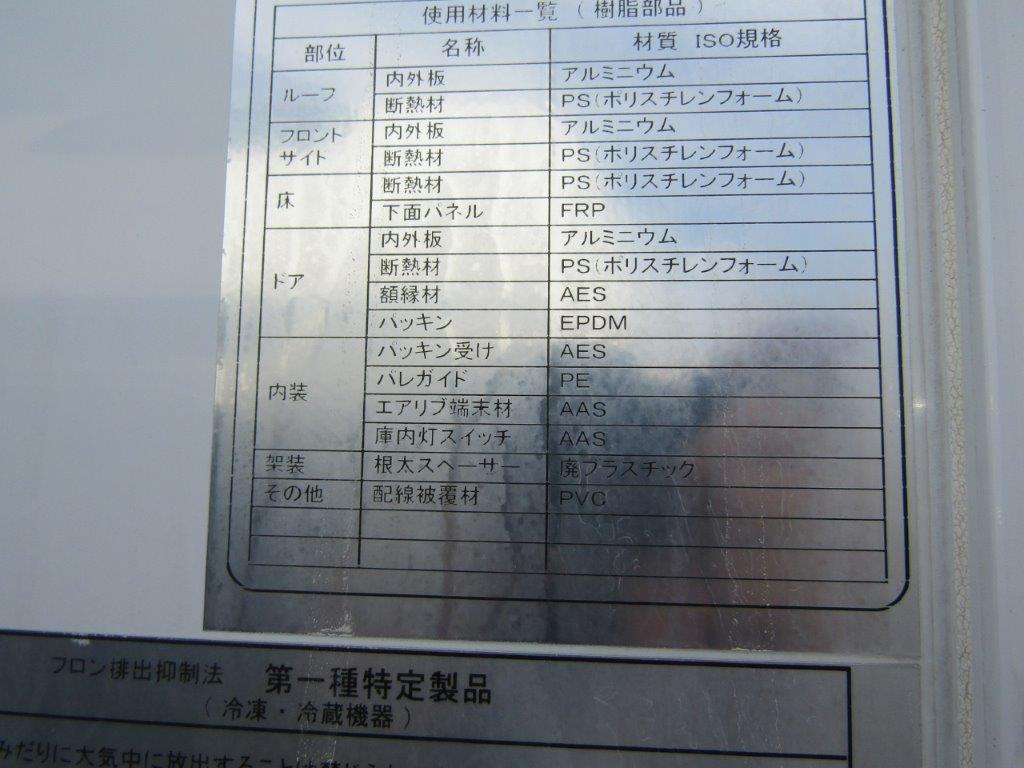 使用材料一覧 （ 樹脂部品 ）
部位 名称 材質 ISO規格
ルーフ 内外板 アルミニウム
断熱材 PS（ポリスチレンフォーム）
フロント
サイト 内外板 アルミニウム
断熱材 PS（ポリスチレンフォーム）
床 断熱材 PS（ポリスチレンフォーム）
下面パネル FRP
ドア 内外板 アルミニウム
断熱材 PS（ポリスチレンフォーム）
額縁材 AES
パッキン EPDM
内装 パッキン受け AES
パレガイド PE
エアリブ端末材 AAS
庫内灯スイッチ AAS
架装 根太スペーサー 廃プラスチック
その他 配線被覆材 PVC
フロン排出抑制法 第一種特定製品
（ 冷凍・冷蔵機器 ）
みだりに大気中に放出することは禁じ